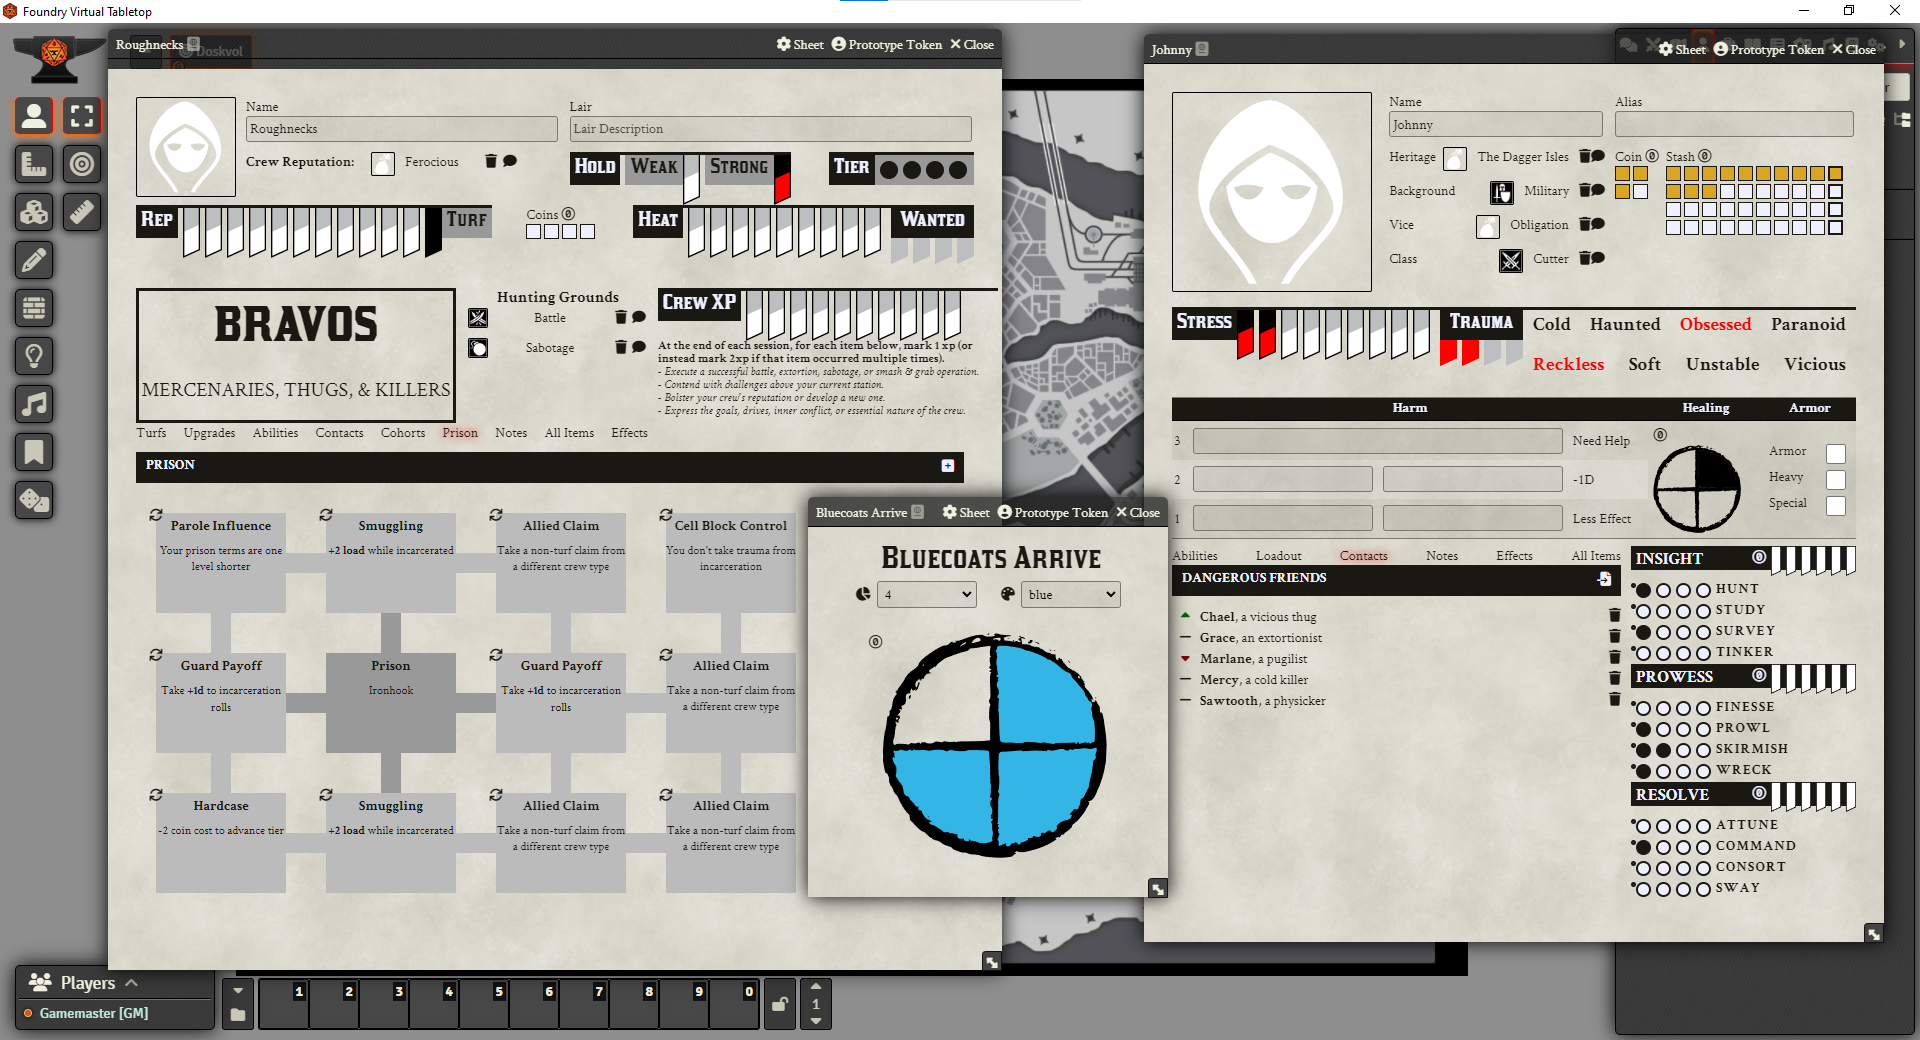 Foundry Virtual Tabletop
Roughnecks
Sheet
Prototype Token
Close
Doskvol
Name
Roughnecks
Lair
Lair Description
Crew Reputation:
Ferocious
HOLD
WEAK
STRONG
TIER
REP
TURF
Coins
HEAT
WANTED
BRAVOS
MERCENARIES, THUGS, & KILLERS
Hunting Grounds
Battle
Sabotage
CREW XP
At the end of each session, for each item below, mark 1 xp (or
instead mark 2xp if that item occurred multiple times).
- Execute a successful battle, extortion, sabotage, or smash & grab operation.
- Contend with challenges above your current station.
- Bolster your crew's reputation or develop a new one.
- Express the goals, drives, inner conflict, or essential nature of the crew.
Turfs Upgrades Abilities Contacts Cohorts Prison Notes All Items Effects
PRISON
Parole Influence
Your prison terms are one
level shorter
Smuggling
+2 load while incarcerated
Allied Claim
Take a non-turf claim from
a different crew type
Cell Block Control
You don't take trauma from
incarceration
Guard Payoff
Take +1d to incarceration
rolls
Prison
Ironhook
Guard Payoff
Take +1d to incarceration
rolls
Allied Claim
Take a non-turf claim from
a different crew type
Hardcase
-2 coin cost to advance tier
Smuggling
+2 load while incarcerated
Allied Claim
Take a non-turf claim from
a different crew type
Allied Claim
Take a non-turf claim from
a different crew type
Bluecoats Arrive
Sheet
Prototype Token
Close
BLUECOATS ARRIVE
4
blue
0
Johnny
Sheet
Prototype Token
Close
Name
Johnny
Alias
Heritage The Dagger Isles
Background Military
Vice Obligation
Class Cutter
Coin 0 Stash 0
STRESS
TRAUMA
Cold Haunted Obsessed Paranoid
Reckless Soft Unstable Vicious
Harm Healing Armor
3 Need Help
2 -1D
1 Less Effect
0
Armor
Heavy
Special
Abilities Loadout Contacts Notes Effects All Items
DANGEROUS FRIENDS
Chael, a vicious thug
Grace, an extortionist
Marlane, a pugilist
Mercy, a cold killer
Sawtooth, a physicker
INSIGHT 0
HUNT
STUDY
SURVEY
TINKER
PROWESS 0
FINESSE
PROWL
SKIRMISH
WRECK
RESOLVE 0
ATTUNE
COMMAND
CONSORT
SWAY
Players
Gamemaster [GM]
1 2 3 4 5 6 7 8 9 0
1